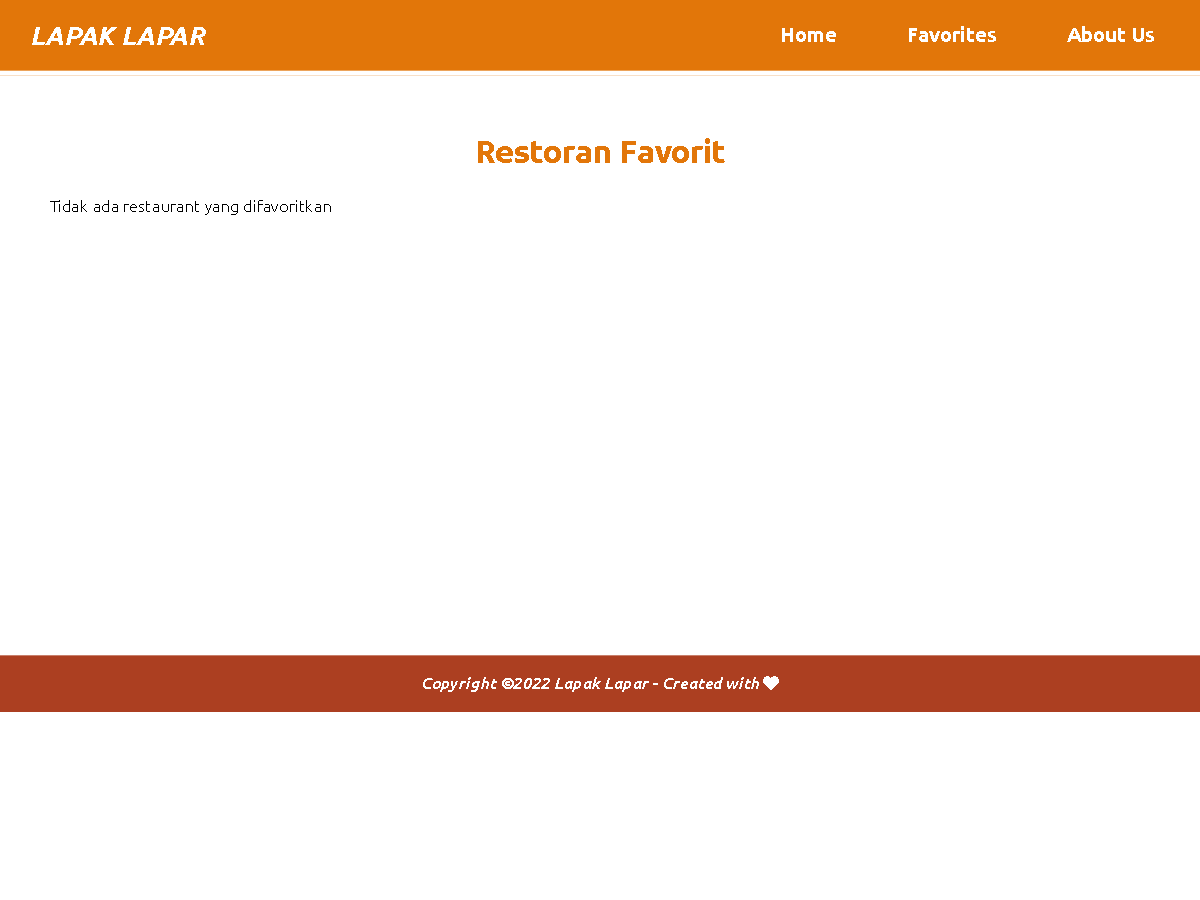 LAPAK LAPAR
Home Favorites About Us
Restoran Favorit
Tidak ada restaurant yang difavoritkan
Copyright ©2022 Lapak Lapar - Created with